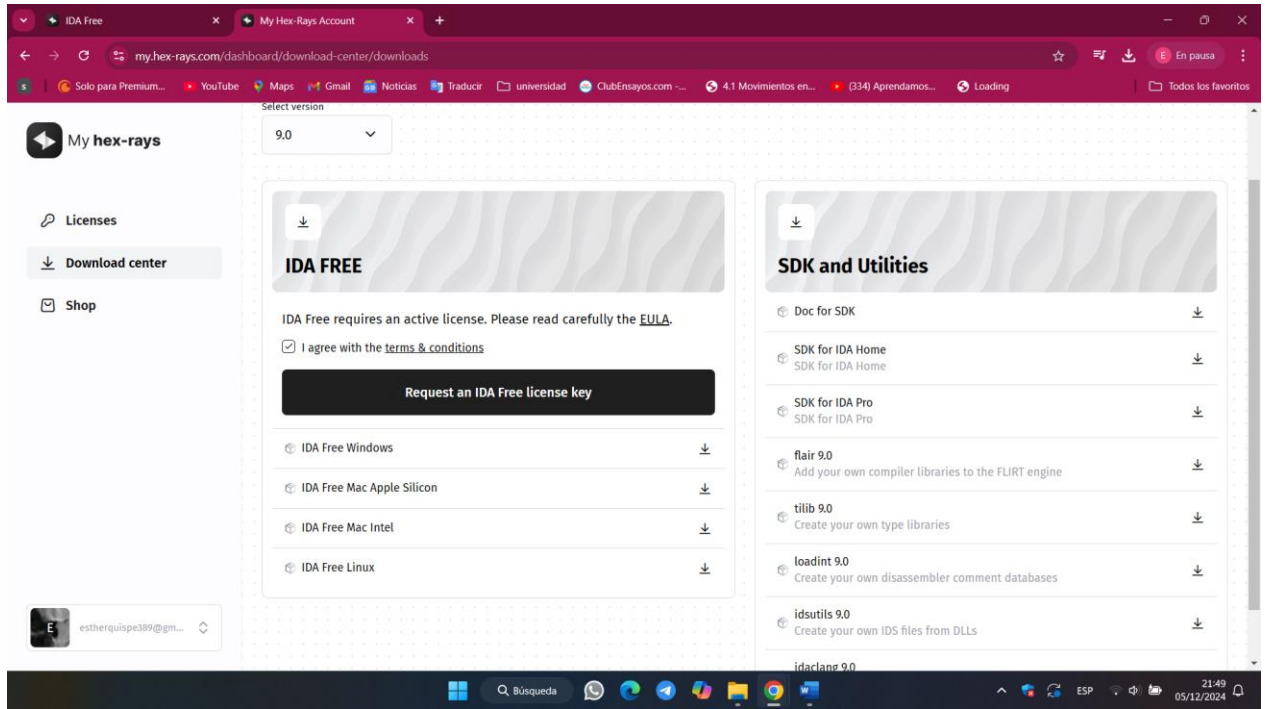 IDA Free
My Hex-Rays Account
my.hex-rays.com/dashboard/download-center/downloads
E En pausa
s
Solo para Premium...
YouTube
Maps
Gmail
Noticias
Traducir
universidad
ClubEnsayos.com -...
4.1 Movimientos en...
(334) Aprendamos...
Loading
Todos los favoritos
My hex-rays
Licenses
Download center
Shop
E
estherquispe389@gm...
Select version
9.0
IDA FREE
IDA Free requires an active license. Please read carefully the EULA.
I agree with the terms & conditions
Request an IDA Free license key
IDA Free Windows
IDA Free Mac Apple Silicon
IDA Free Mac Intel
IDA Free Linux
SDK and Utilities
Doc for SDK
SDK for IDA Home
SDK for IDA Home
SDK for IDA Pro
SDK for IDA Pro
flair 9.0
Add your own compiler libraries to the FLIRT engine
tilib 9.0
Create your own type libraries
loadint 9.0
Create your own disassembler comment databases
idsutils 9.0
Create your own IDS files from DLLs
idaclang 9.0
Búsqueda
ESP
21:49
05/12/2024